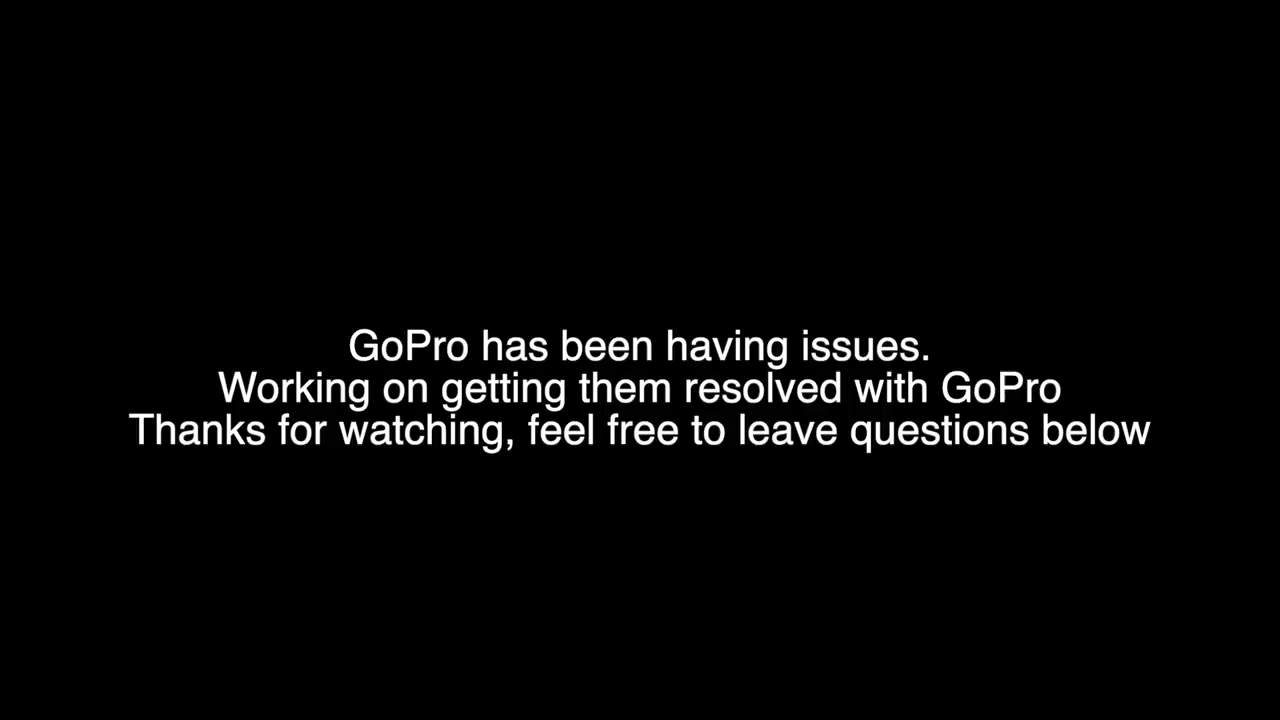 GoPro has been having issues.
Working on getting them resolved with GoPro
Thanks for watching, feel free to leave questions below